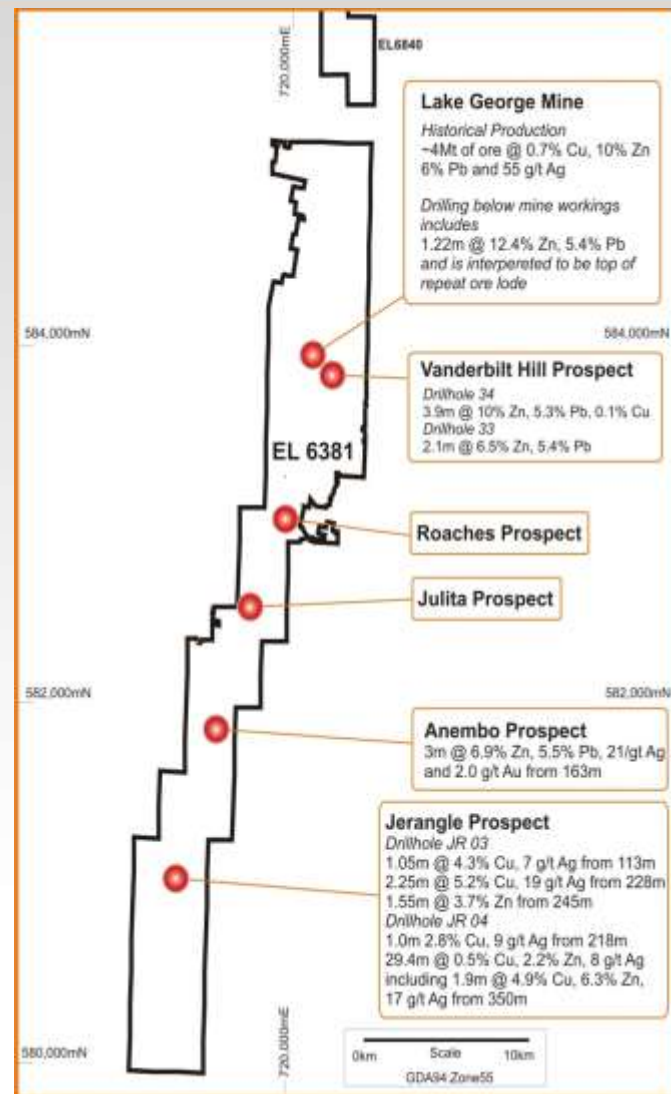 720,000mE
EL6840
Lake George Mine
Historical Production
~4Mt of ore @ 0.7% Cu, 10% Zn
6% Pb and 55 g/t Ag
Drilling below mine workings
includes
1.22m @ 12.4% Zn, 5.4% Pb
and is interpereted to be top of
repeat ore lode
584,000mN
584,000mN
Vanderbilt Hill Prospect
Drillhole 34
3.9m @ 10% Zn, 5.3% Pb, 0.1% Cu
Drillhole 33
2.1m @ 6.5% Zn, 5.4% Pb
EL 6381
Roaches Prospect
Julita Prospect
582,000mN
582,000mN
Anembo Prospect
3m @ 6.9% Zn, 5.5% Pb, 21/gt Ag
and 2.0 g/t Au from 163m
Jerangle Prospect
Drillhole JR 03
1.05m @ 4.3% Cu, 7 g/t Ag from 113m
2.25m @ 5.2% Cu, 19 g/t Ag from 228m
1.55m @ 3.7% Zn from 245m
Drillhole JR 04
1.0m 2.8% Cu, 9 g/t Ag from 218m
29.4m @ 0.5% Cu, 2.2% Zn, 8 g/t Ag
including 1.9m @ 4.9% Cu, 6.3% Zn,
17 g/t Ag from 350m
580,000mN
720,000mE
0km Scale 10km
GDA94 Zone55